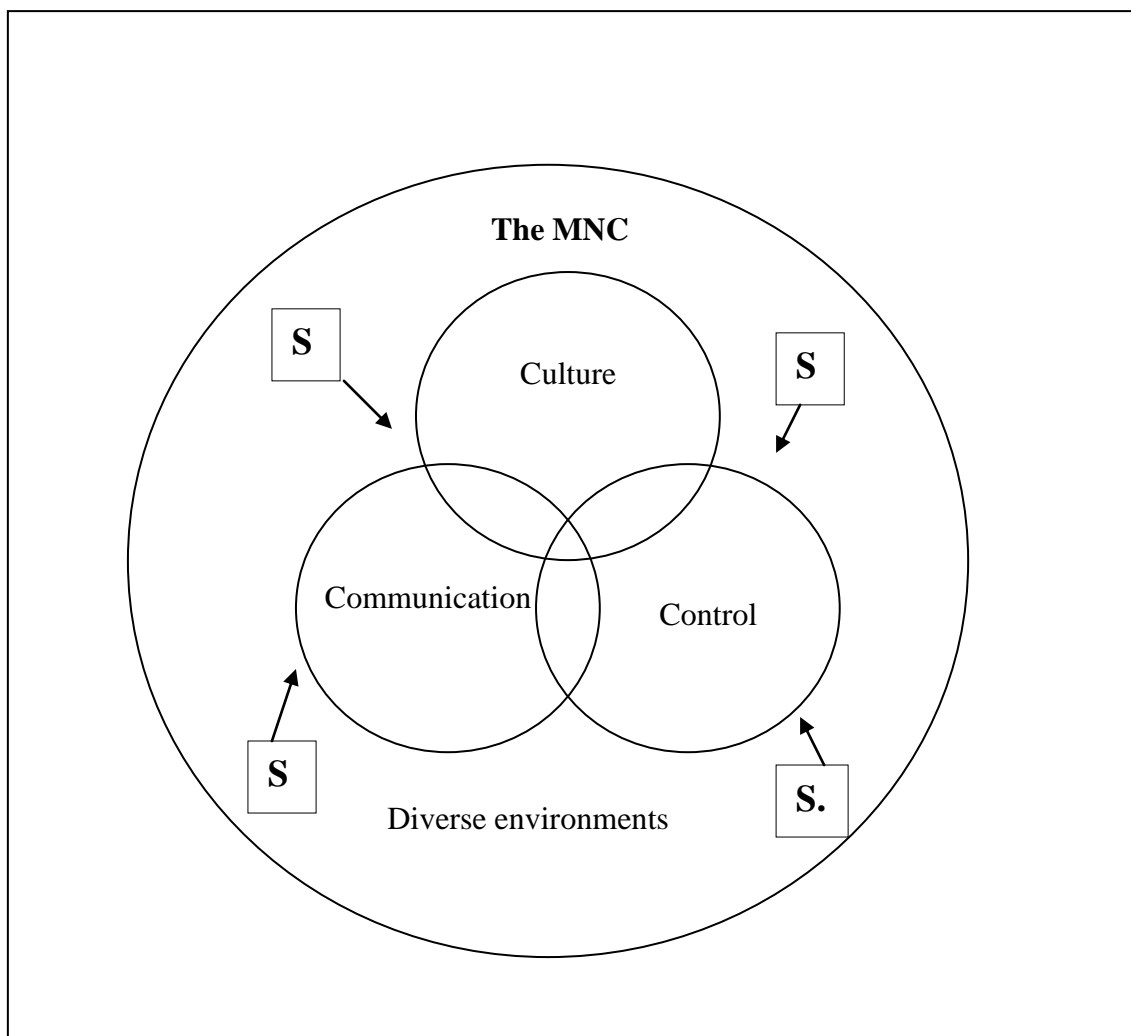 The MNC
S
S
Culture
Communication
Control
S
S.
Diverse environments